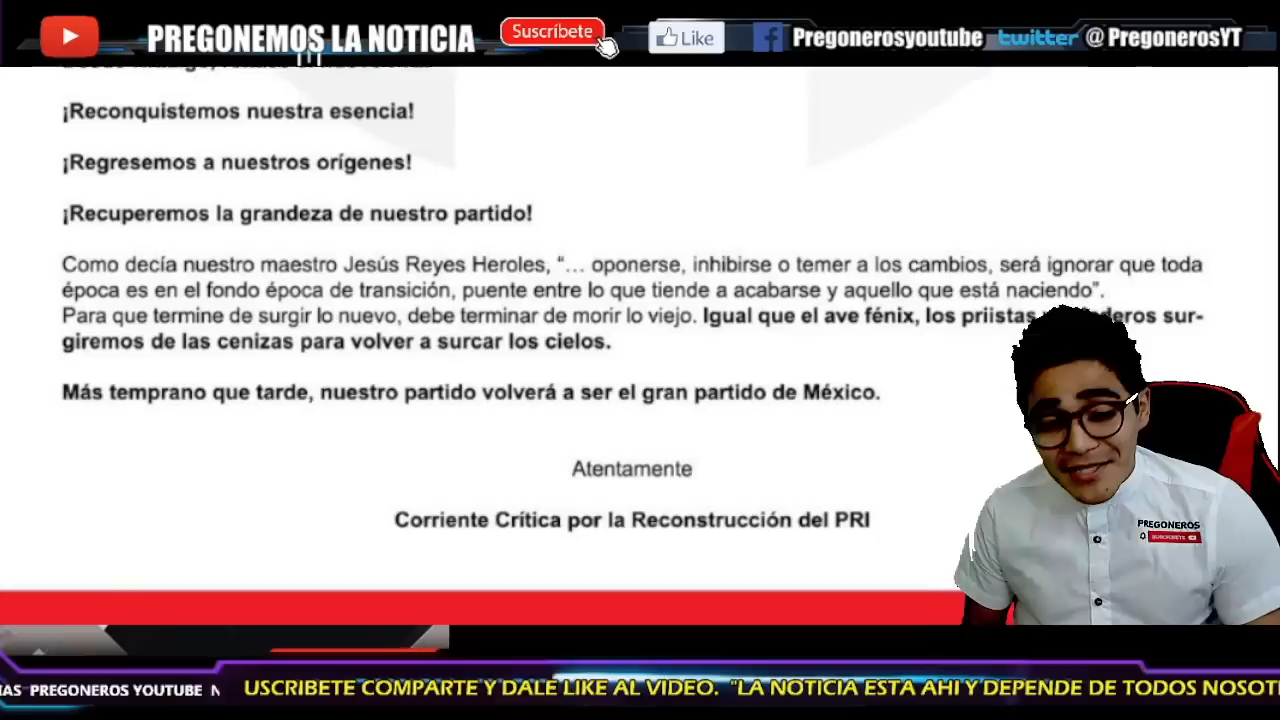 PREGONEMOS LA NOTICIA
Suscríbete
Like
Pregonerosyoutube
twitter @PregonerosYT
¡Reconquistemos nuestra esencia!
¡Regresemos a nuestros orígenes!
¡Recuperemos la grandeza de nuestro partido!
Como decía nuestro maestro Jesús Reyes Heroles, “… oponerse, inhibirse o temer a los cambios, será ignorar que toda
época es en el fondo época de transición, puente entre lo que tiende a acabarse y aquello que está naciendo”.
Para que termine de surgir lo nuevo, debe terminar de morir lo viejo. Igual que el ave fénix, los priistas sur-
giremos de las cenizas para volver a surcar los cielos.
Más temprano que tarde, nuestro partido volverá a ser el gran partido de México.
Atentamente
Corriente Crítica por la Reconstrucción del PRI
PREGONEROS
SUSCRIBETE
IAS PREGONEROS YOUTUBE N
USCRIBETE COMPARTE Y DALE LIKE AL VIDEO. "LA NOTICIA ESTA AHI Y DEPENDE DE TODOS NOSOT